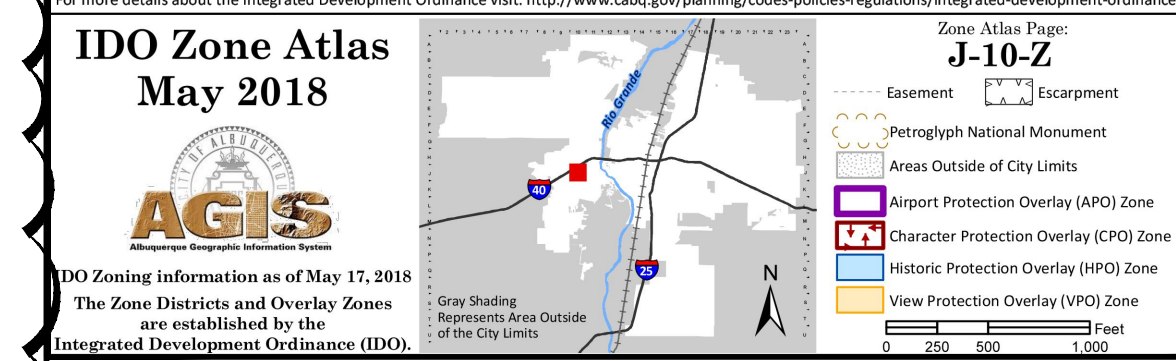 For more details about the Integrated Development Ordinance visit: http://www.cabq.gov/planning/codes-policies-regulations/integrated-development-ordinance
IDO Zone Atlas
May 2018
CITY OF ALBUQUERQUE
AGIS
Albuquerque Geographic Information System
IDO Zoning information as of May 17, 2018
The Zone Districts and Overlay Zones
are established by the
Integrated Development Ordinance (IDO).
Rio Grande
40
25
N
Gray Shading
Represents Area Outside
of the City Limits
Zone Atlas Page:
J-10-Z
Easement
Escarpment
Petroglyph National Monument
Areas Outside of City Limits
Airport Protection Overlay (APO) Zone
Character Protection Overlay (CPO) Zone
Historic Protection Overlay (HPO) Zone
View Protection Overlay (VPO) Zone
Feet
0 250 500 1,000